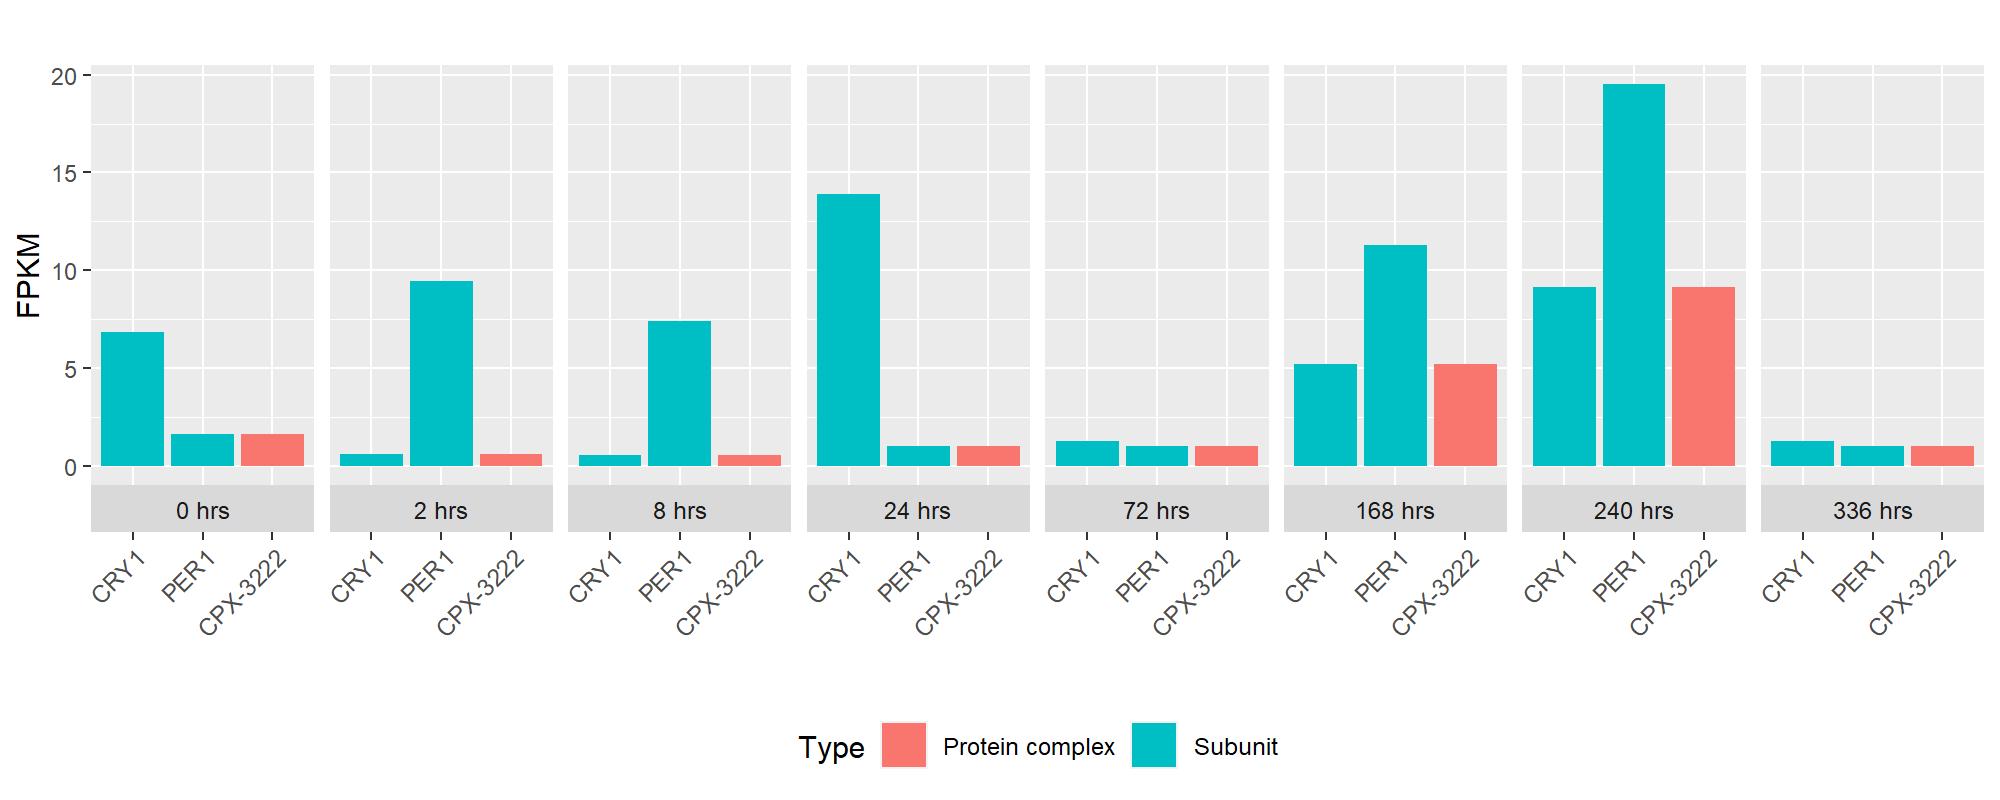 FPKM
20
15
10
5
0
0 hrs 2 hrs 8 hrs 24 hrs 72 hrs 168 hrs 240 hrs 336 hrs
CRY1 PER1 CPX-3222 CRY1 PER1 CPX-3222 CRY1 PER1 CPX-3222 CRY1 PER1 CPX-3222 CRY1 PER1 CPX-3222 CRY1 PER1 CPX-3222 CRY1 PER1 CPX-3222 CRY1 PER1 CPX-3222
Type Protein complex Subunit